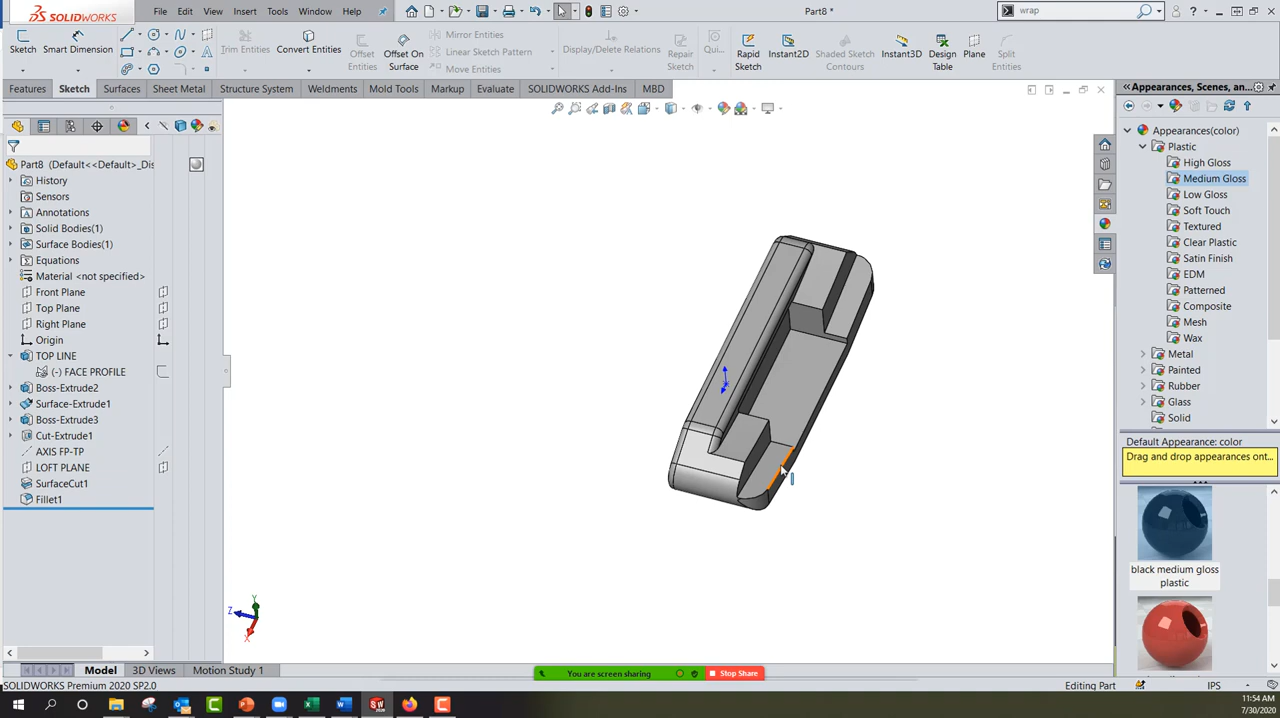 SOLIDWORKS File Edit View Insert Tools Window Help Part8 * wrap
Sketch Smart Dimension Trim Entities Convert Entities Offset Entities Offset On Surface Mirror Entities Linear Sketch Pattern Move Entities Display/Delete Relations Repair Sketch Qui... Rapid Sketch Instant2D Shaded Sketch Contours Instant3D Design Table Plane Split Entities
Features Sketch Surfaces Sheet Metal Structure System Weldments Mold Tools Markup Evaluate SOLIDWORKS Add-Ins MBD
Appearances, Scenes, an...
Part8 (Default<<Default>_Dis
History
Sensors
Annotations
Solid Bodies(1)
Surface Bodies(1)
Equations
Material <not specified>
Front Plane
Top Plane
Right Plane
Origin
TOP LINE
(-) FACE PROFILE
Boss-Extrude2
Surface-Extrude1
Boss-Extrude3
Cut-Extrude1
AXIS FP-TP
LOFT PLANE
SurfaceCut1
Fillet1
Appearances(color)
Plastic
High Gloss
Medium Gloss
Low Gloss
Soft Touch
Textured
Clear Plastic
Satin Finish
EDM
Patterned
Composite
Mesh
Wax
Metal
Painted
Rubber
Glass
Solid
Default Appearance: color
Drag and drop appearances ont...
black medium gloss
plastic
Y
Z
X
Model 3D Views Motion Study 1
You are screen sharing Stop Share
SOLIDWORKS Premium 2020 SP2.0 Editing Part IPS
11:54 AM
7/30/2020